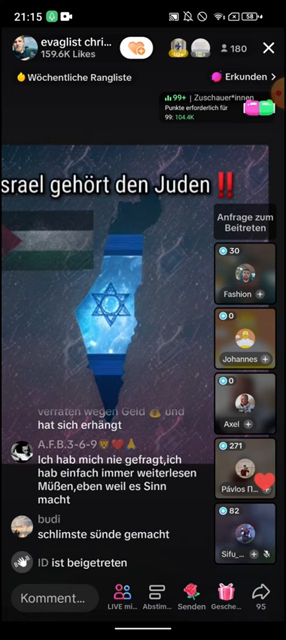 21:15
58
evaglist chri...
159.6K Likes
180
Wöchentliche Rangliste
Erkunden >
99+ | Zuschauer*innen
Punkte erforderlich für
99: 104.4K
srael gehört den Juden !!
Anfrage zum
Beitreten
30
Fashion +
0
Johannes +
0
Axel +
271
Pávlos Π... +
82
Sifu_... +
verraten wegen Geld 💰 und
hat sich erhängt
A.F.B.3-6-9🦁❤️🙏
Ich hab mich nie gefragt,ich
hab einfach immer weiterlesen
Müßen,eben weil es Sinn
macht
budi
schlimste sünde gemacht
ID ist beigetreten
Komment...
LIVE mi...
Abstim...
Senden
Gesche...
95